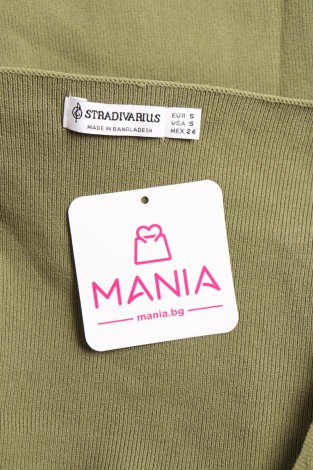 STRADIVARIUS
MADE IN BANGLADESH
EUR S
USA S
MEX 26
MANIA
mania.bg